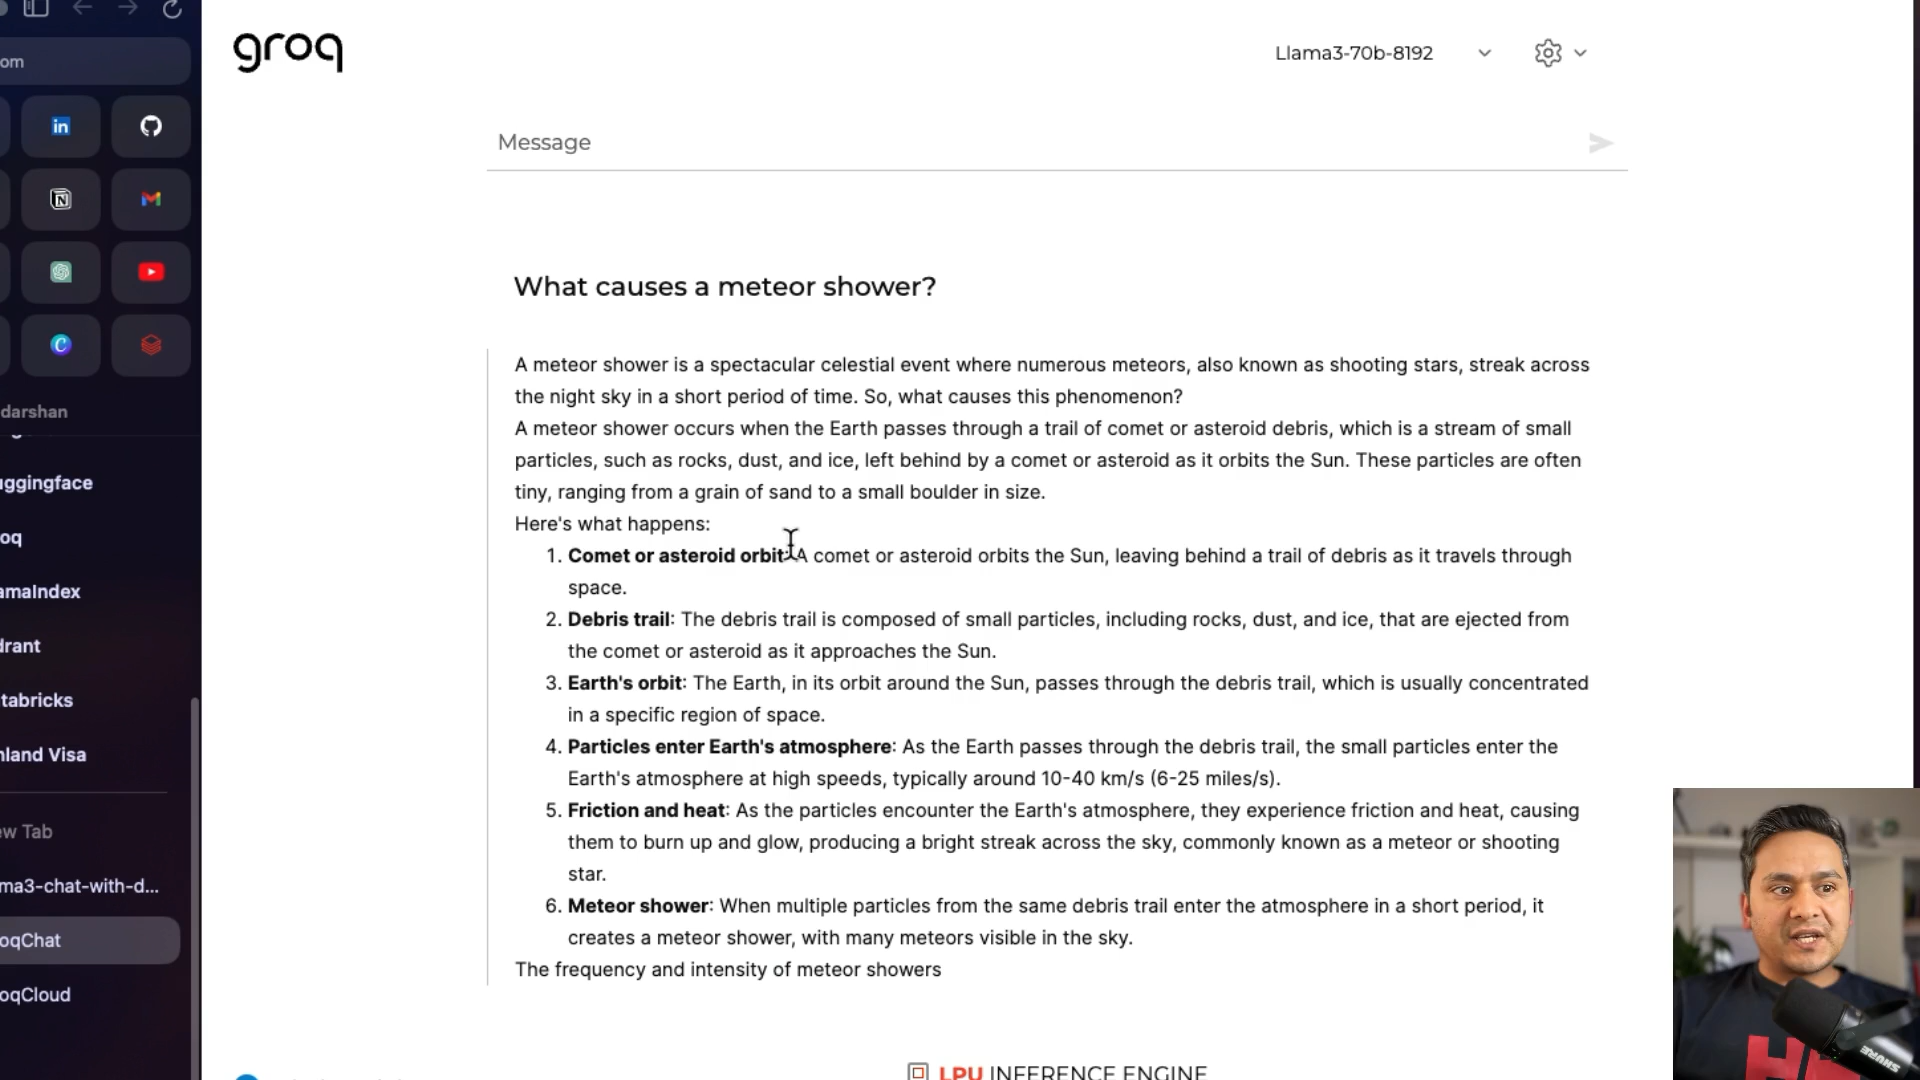 om
groq
Llama3-70b-8192
Message
in
N
C
darshan
uggingface
oq
amaIndex
drant
tabricks
nland Visa
ew Tab
ma3-chat-with-d...
oqChat
oqCloud
What causes a meteor shower?
A meteor shower is a spectacular celestial event where numerous meteors, also known as shooting stars, streak across
the night sky in a short period of time. So, what causes this phenomenon?
A meteor shower occurs when the Earth passes through a trail of comet or asteroid debris, which is a stream of small
particles, such as rocks, dust, and ice, left behind by a comet or asteroid as it orbits the Sun. These particles are often
tiny, ranging from a grain of sand to a small boulder in size.
Here's what happens:
1. Comet or asteroid orbit: A comet or asteroid orbits the Sun, leaving behind a trail of debris as it travels through
space.
2. Debris trail: The debris trail is composed of small particles, including rocks, dust, and ice, that are ejected from
the comet or asteroid as it approaches the Sun.
3. Earth's orbit: The Earth, in its orbit around the Sun, passes through the debris trail, which is usually concentrated
in a specific region of space.
4. Particles enter Earth's atmosphere: As the Earth passes through the debris trail, the small particles enter the
Earth's atmosphere at high speeds, typically around 10-40 km/s (6-25 miles/s).
5. Friction and heat: As the particles encounter the Earth's atmosphere, they experience friction and heat, causing
them to burn up and glow, producing a bright streak across the sky, commonly known as a meteor or shooting
star.
6. Meteor shower: When multiple particles from the same debris trail enter the atmosphere in a short period, it
creates a meteor shower, with many meteors visible in the sky.
The frequency and intensity of meteor showers
LPU INFERENCE ENGINE
SHURE